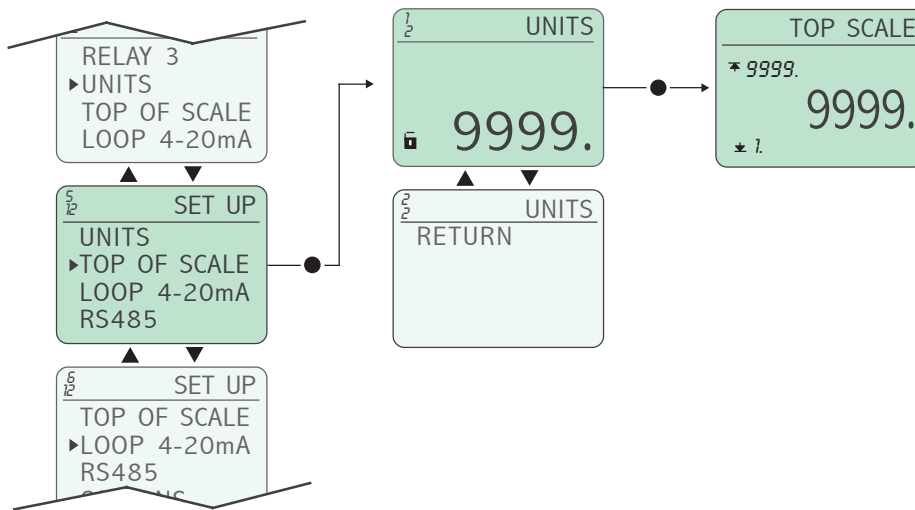 RELAY 3
▶UNITS
TOP OF SCALE
LOOP 4-20mA
5/12 SET UP
UNITS
▶TOP OF SCALE
LOOP 4-20mA
RS485
6/12 SET UP
TOP OF SCALE
▶LOOP 4-20mA
RS485
1/2 UNITS
9999.
2/2 UNITS
RETURN
TOP SCALE
9999.
9999.
1.